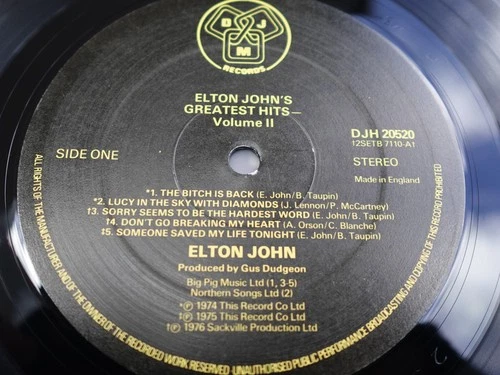 DJM
RECORDS
ELTON JOHN'S
GREATEST HITS—
Volume II
DJH 20520
12SETB 7110-A1
SIDE ONE
STEREO
Made in England
*1. THE BITCH IS BACK (E. John/B. Taupin)
*2. LUCY IN THE SKY WITH DIAMONDS (J. Lennon/P. McCartney)
‡3. SORRY SEEMS TO BE THE HARDEST WORD (E. John/B. Taupin)
‡4. DON'T GO BREAKING MY HEART (A. Orson/C. Blanche)
†5. SOMEONE SAVED MY LIFE TONIGHT (E. John/B. Taupin)
ELTON JOHN
Produced by Gus Dudgeon
Big Pig Music Ltd (1, 3-5)
Northern Songs Ltd (2)
*℗ 1974 This Record Co Ltd
†℗ 1975 This Record Co Ltd
‡℗ 1976 Sackville Production Ltd
ALL RIGHTS OF THE MANUFACTURER AND OF THE OWNER OF THE RECORDED WORK RESERVED · UNAUTHORISED PUBLIC PERFORMANCE BROADCASTING AND COPYING OF THIS RECORD PROHIBITED